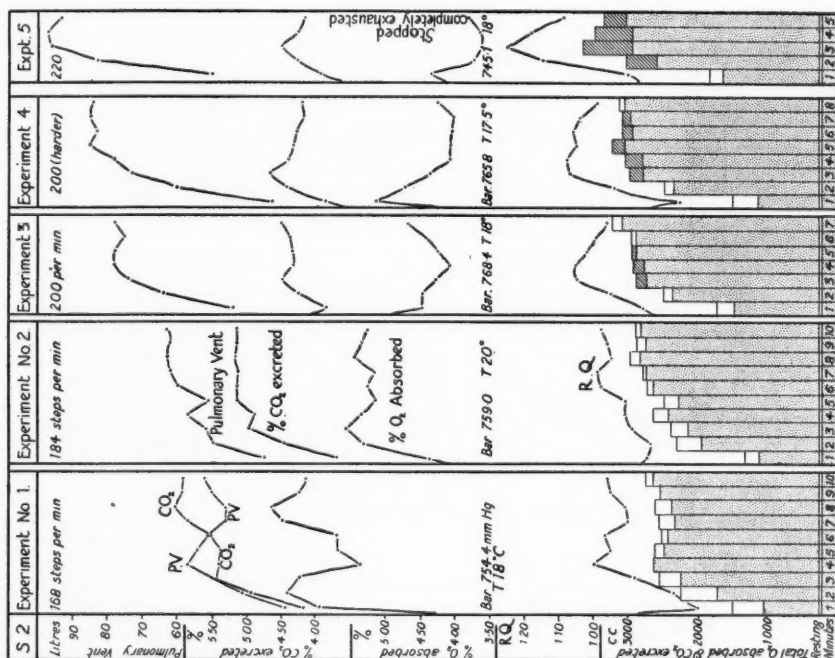 S 2
Experiment No 1.
Experiment No. 2
Experiment 3
Experiment 4
Expt. 5
Litres
168 steps per min
184 steps per min
200 per min
200 (harder)
220
90
80
70
60
Pulmonary Vent
CO₂
PV
PV
CO₂
Pulmonary Vent
%
5 50
5 00
4 50
4 00
%, CO₂ excreted
% CO₂ excreted
Stopped
completely exhausted
%
5 00
4 00
3 50
% O₂ absorbed
% O₂ Absorbed
Bar. 754.4 mm Hg
T 18°C
Bar 759.0 T 20°
Bar. 768.4 T 18°
Bar. 765.8 T 17.5°
745.1 18°
R.Q
1 20
1 00
R.Q
C C
3000
2000
1000
Total O₂ absorbed & CO₂ excreted
Resting
Minutes
1 2 3 4 5 6 7 8 9 10
1 2 3 4 5 6 7 8 9 10
1 2 3 4 5 6 7
1 2 3 4 5 6 7 8
1 2 3 4 5